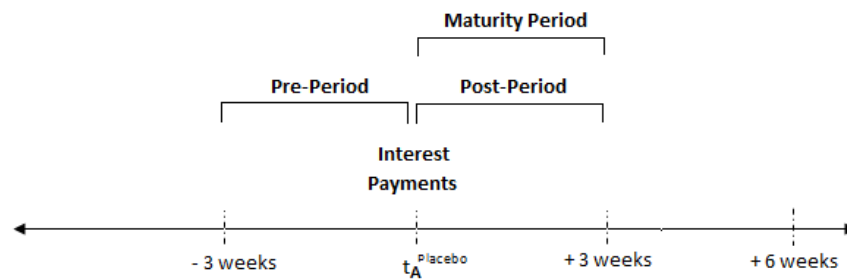 Maturity Period
Pre-Period
Post-Period
Interest
Payments
- 3 weeks
tA Placebo
+ 3 weeks
+ 6 weeks